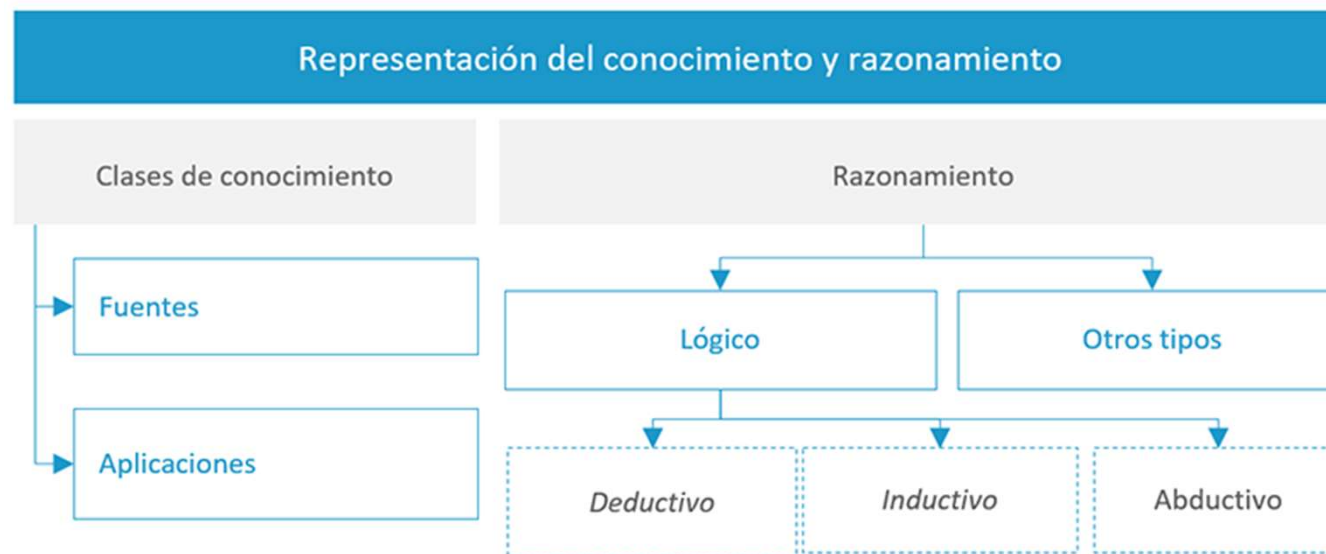 Representación del conocimiento y razonamiento
Clases de conocimiento
Razonamiento
Fuentes
Lógico
Otros tipos
Aplicaciones
Deductivo
Inductivo
Abductivo